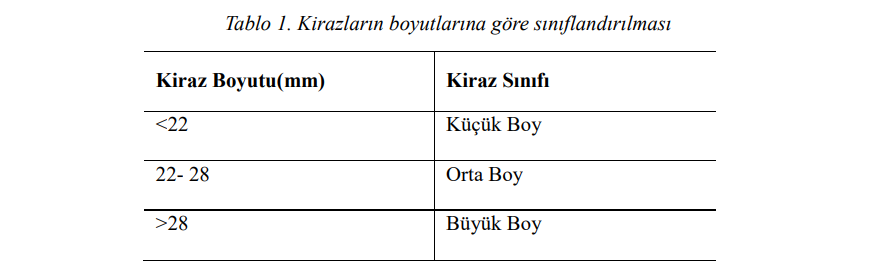 Tablo 1. Kirazların boyutlarına göre sınıflandırılması
Kiraz Boyutu(mm) Kiraz Sınıfı
<22 Küçük Boy
22- 28 Orta Boy
>28 Büyük Boy